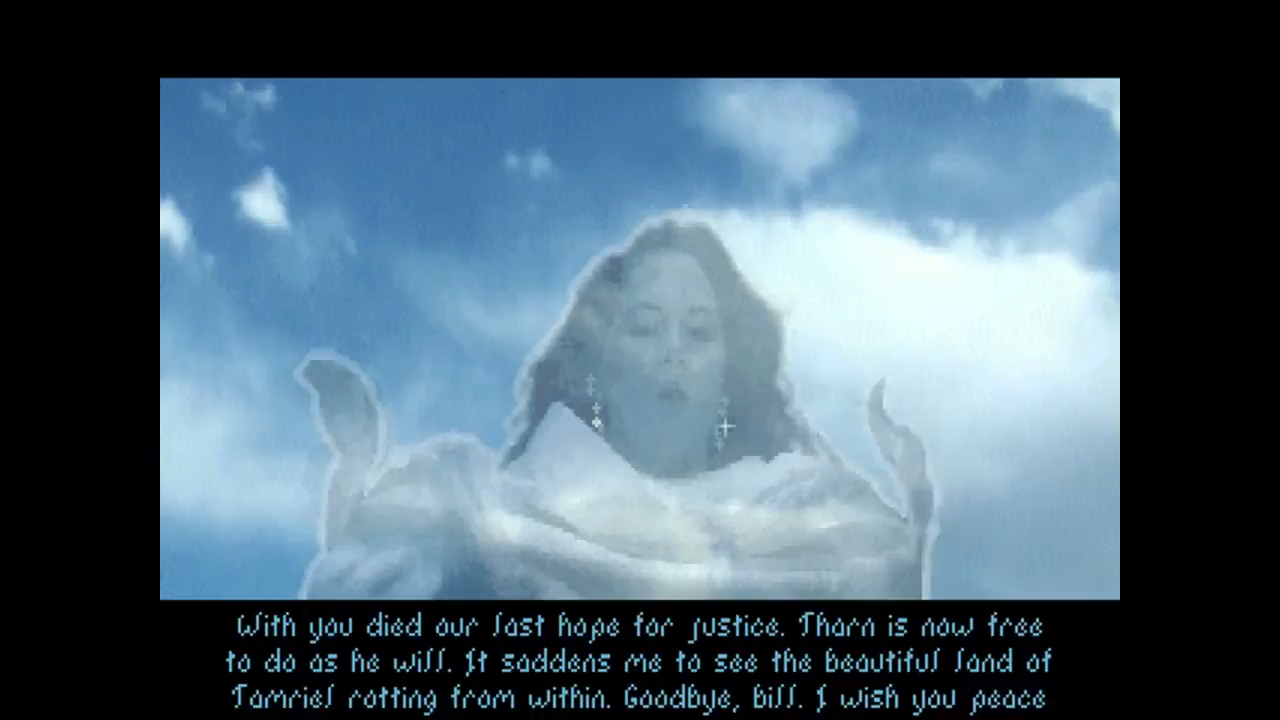 With you died our last hope for justice. Tharn is now free
to do as he will. It saddens me to see the beautiful land of
Tamriel rotting from within. Goodbye, Bill. I wish you peace